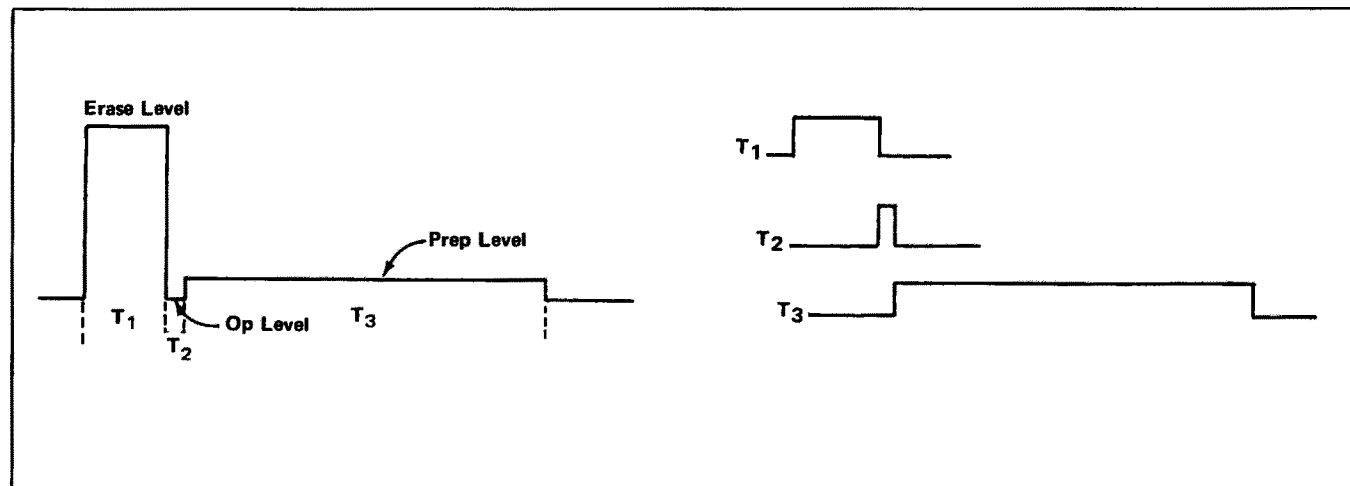 Erase Level
Prep Level
Op Level
T1
T2
T3
T1
T2
T3